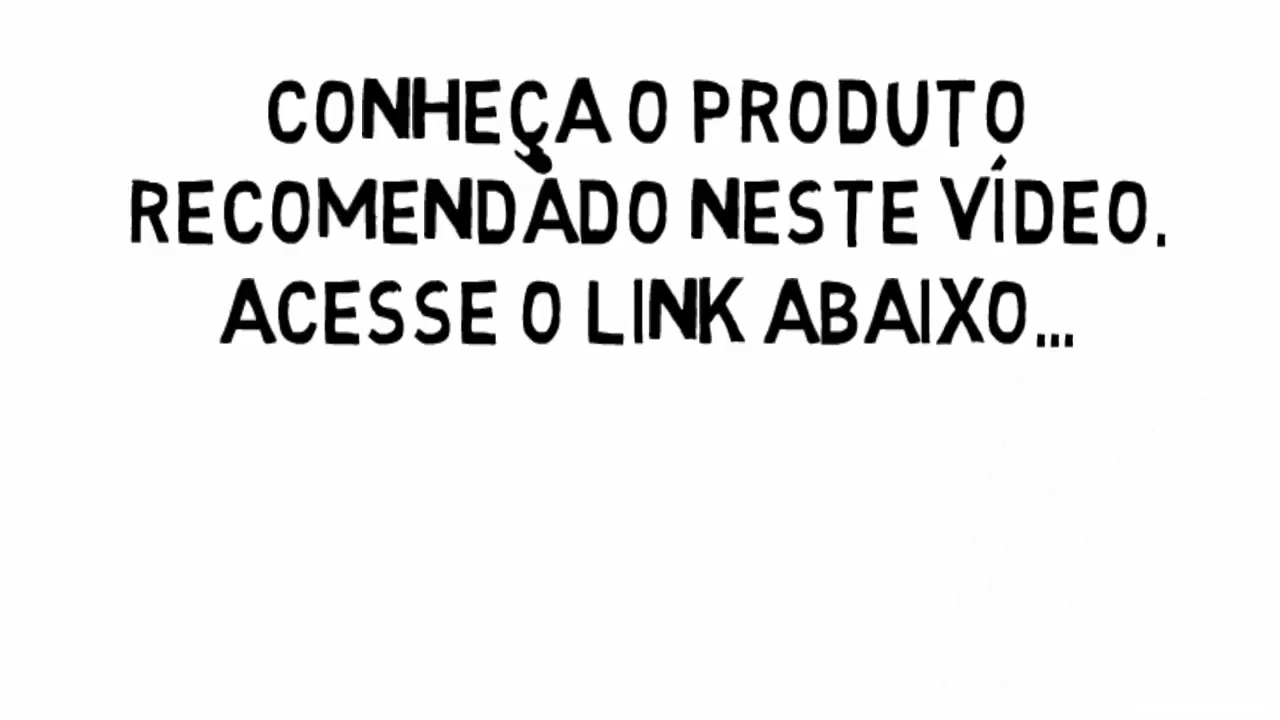 CONHEÇA O PRODUTO
RECOMENDADO NESTE VÍDEO.
ACESSE O LINK ABAIXO...